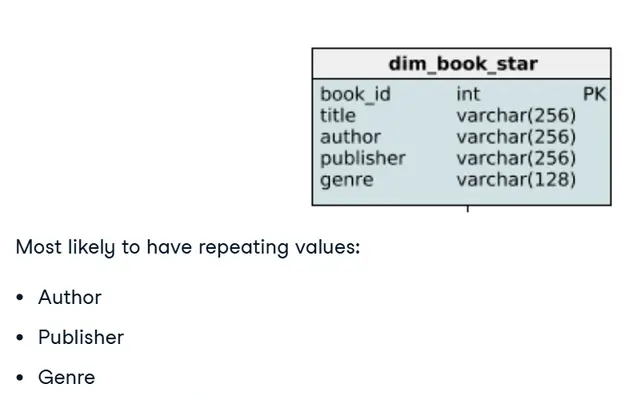 dim_book_star
book_id int PK
title varchar(256)
author varchar(256)
publisher varchar(256)
genre varchar(128)
Most likely to have repeating values:
• Author
• Publisher
• Genre